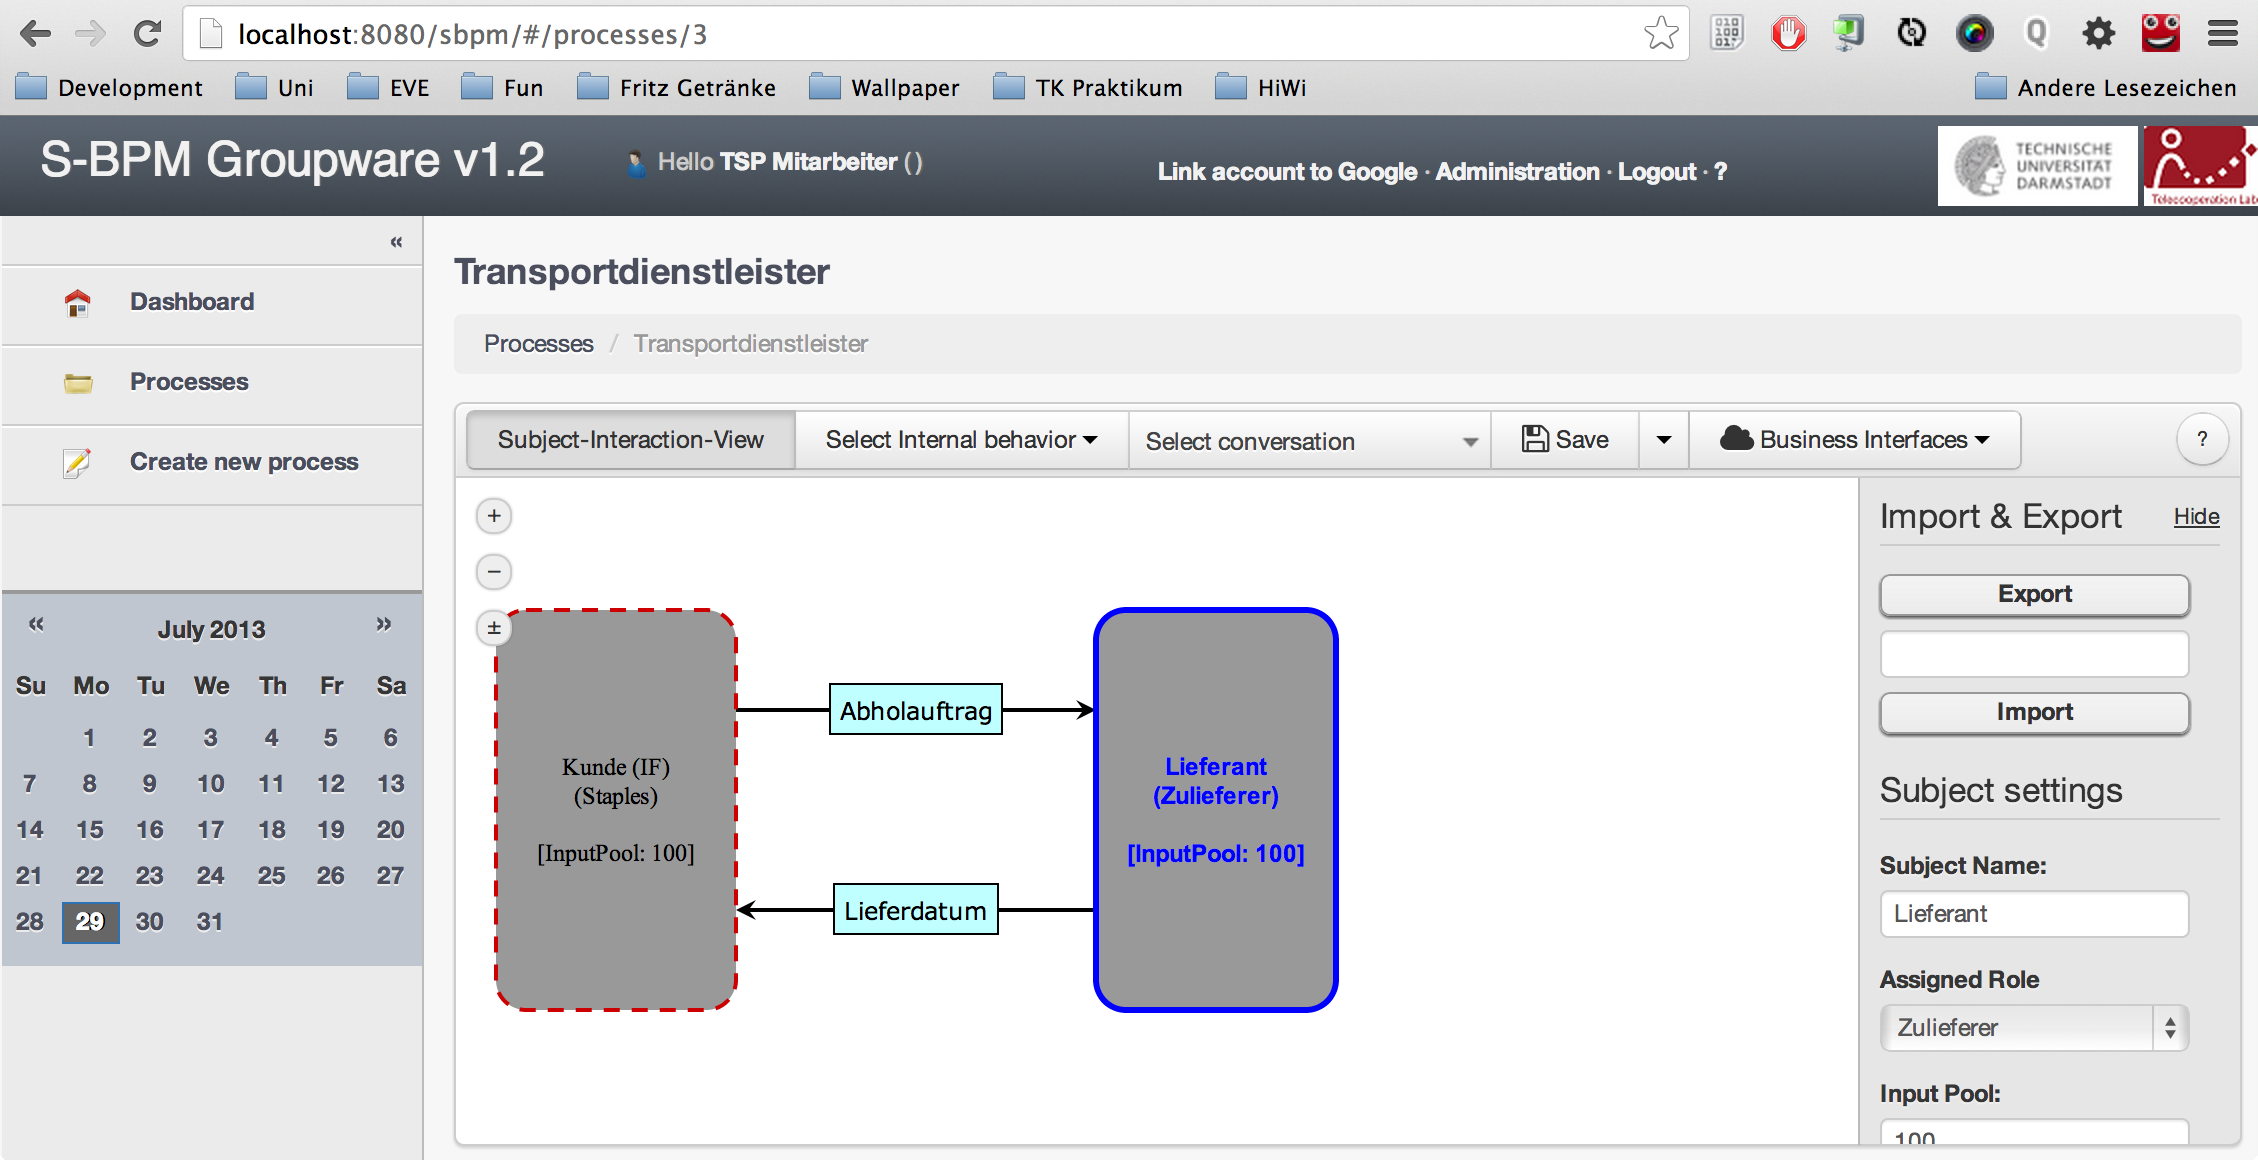 localhost:8080/sbpm/#/processes/3
Development Uni EVE Fun Fritz Getränke Wallpaper TK Praktikum HiWi Andere Lesezeichen
S-BPM Groupware v1.2
Hello TSP Mitarbeiter ()
Link account to Google · Administration · Logout · ?
TECHNISCHE
UNIVERSITÄT
DARMSTADT
Telecooperation Lab
«
Dashboard
Processes
Create new process
« July 2013 »
Su Mo Tu We Th Fr Sa
1 2 3 4 5 6
7 8 9 10 11 12 13
14 15 16 17 18 19 20
21 22 23 24 25 26 27
28 29 30 31
Transportdienstleister
Processes / Transportdienstleister
Subject-Interaction-View Select Internal behavior Select conversation Save Business Interfaces ?
+
−
±
Kunde (IF)
(Staples)
[InputPool: 100]
Abholauftrag
Lieferdatum
Lieferant
(Zulieferer)
[InputPool: 100]
Import & Export Hide
Export
Import
Subject settings
Subject Name:
Lieferant
Assigned Role
Zulieferer
Input Pool:
100